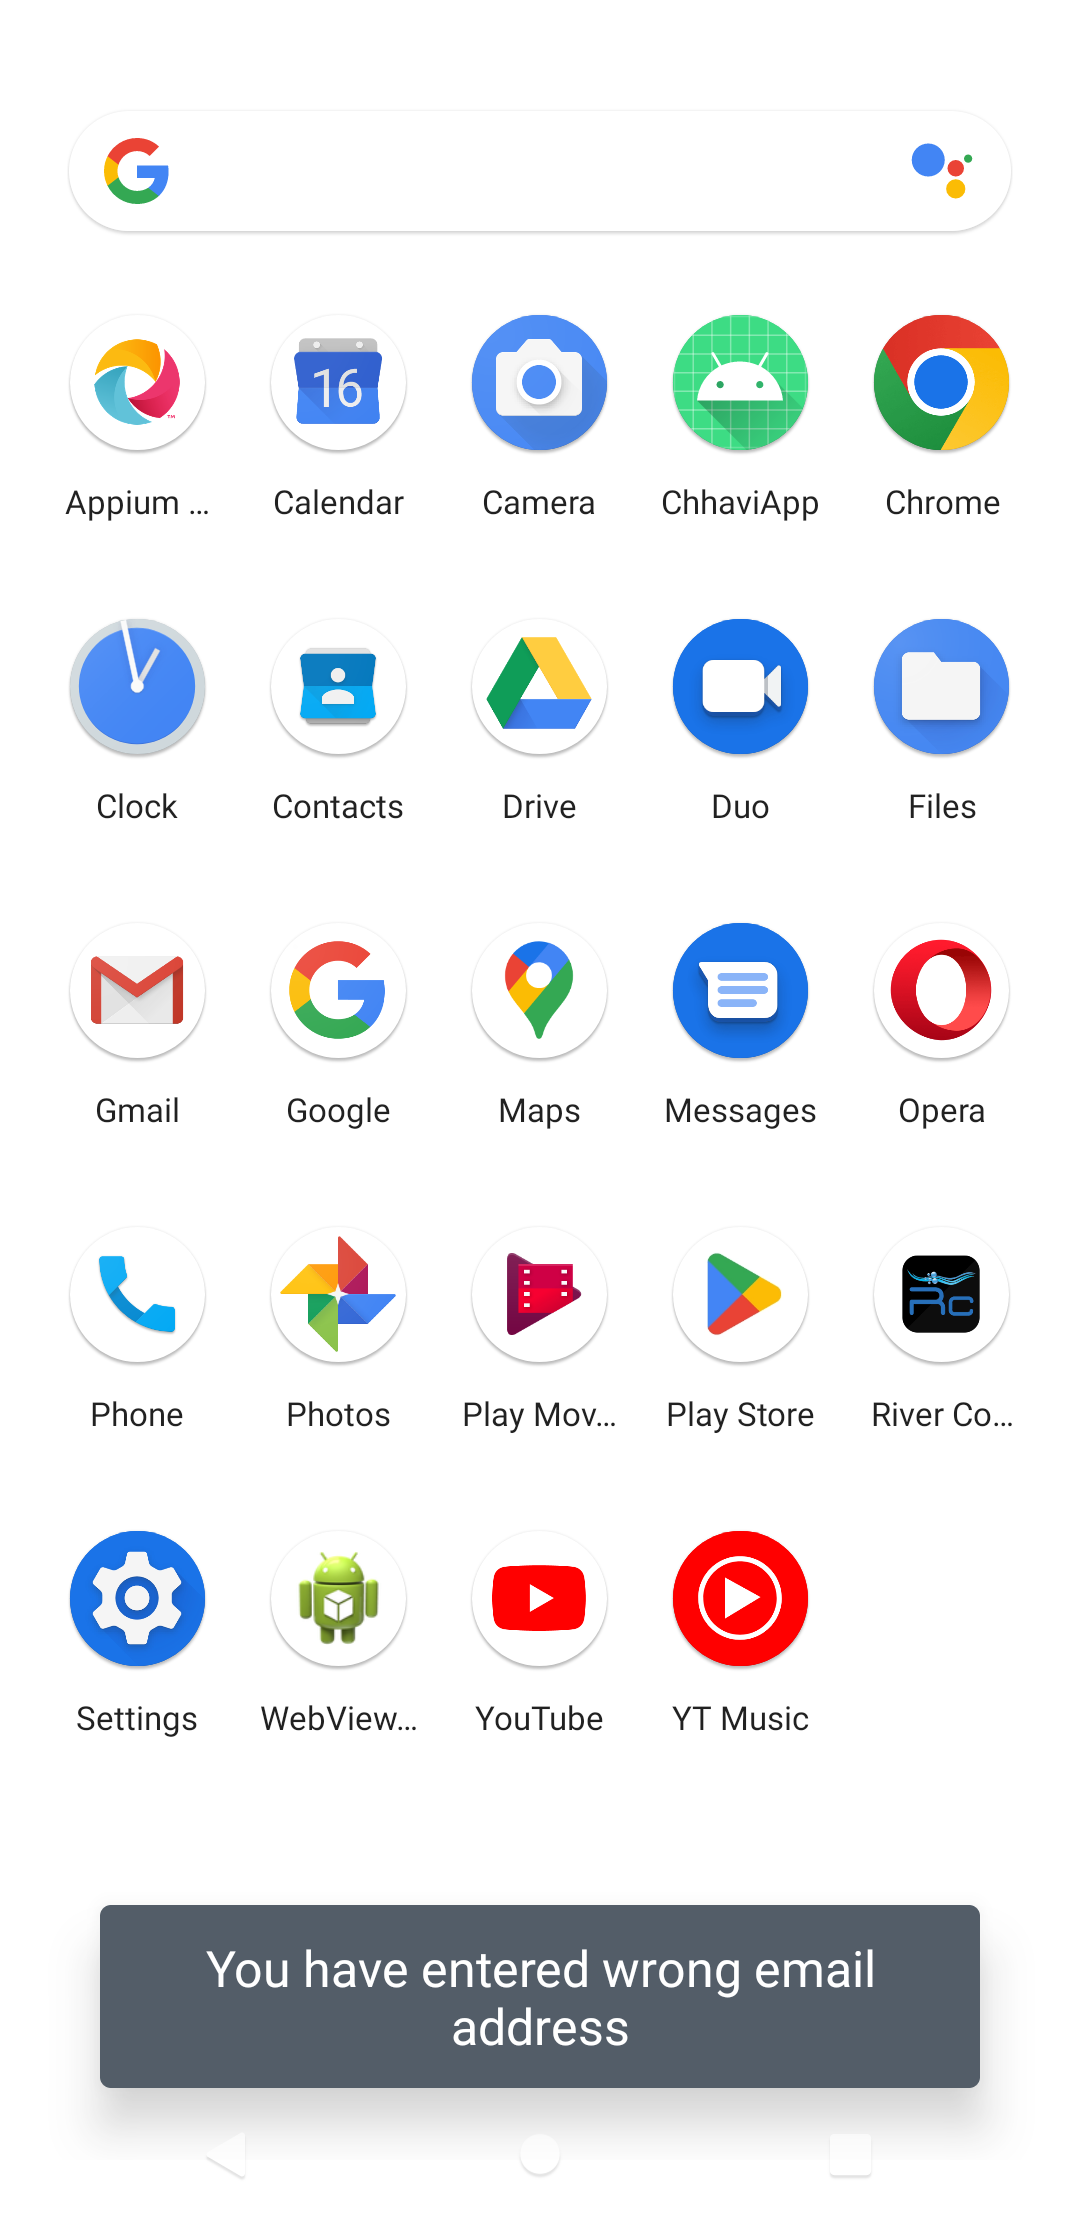 16
Appium ...
Calendar
Camera
ChhaviApp
Chrome
Clock
Contacts
Drive
Duo
Files
Gmail
Google
Maps
Messages
Opera
RC
Phone
Photos
Play Mov...
Play Store
River Co...
Settings
WebView...
YouTube
YT Music
You have entered wrong email
address